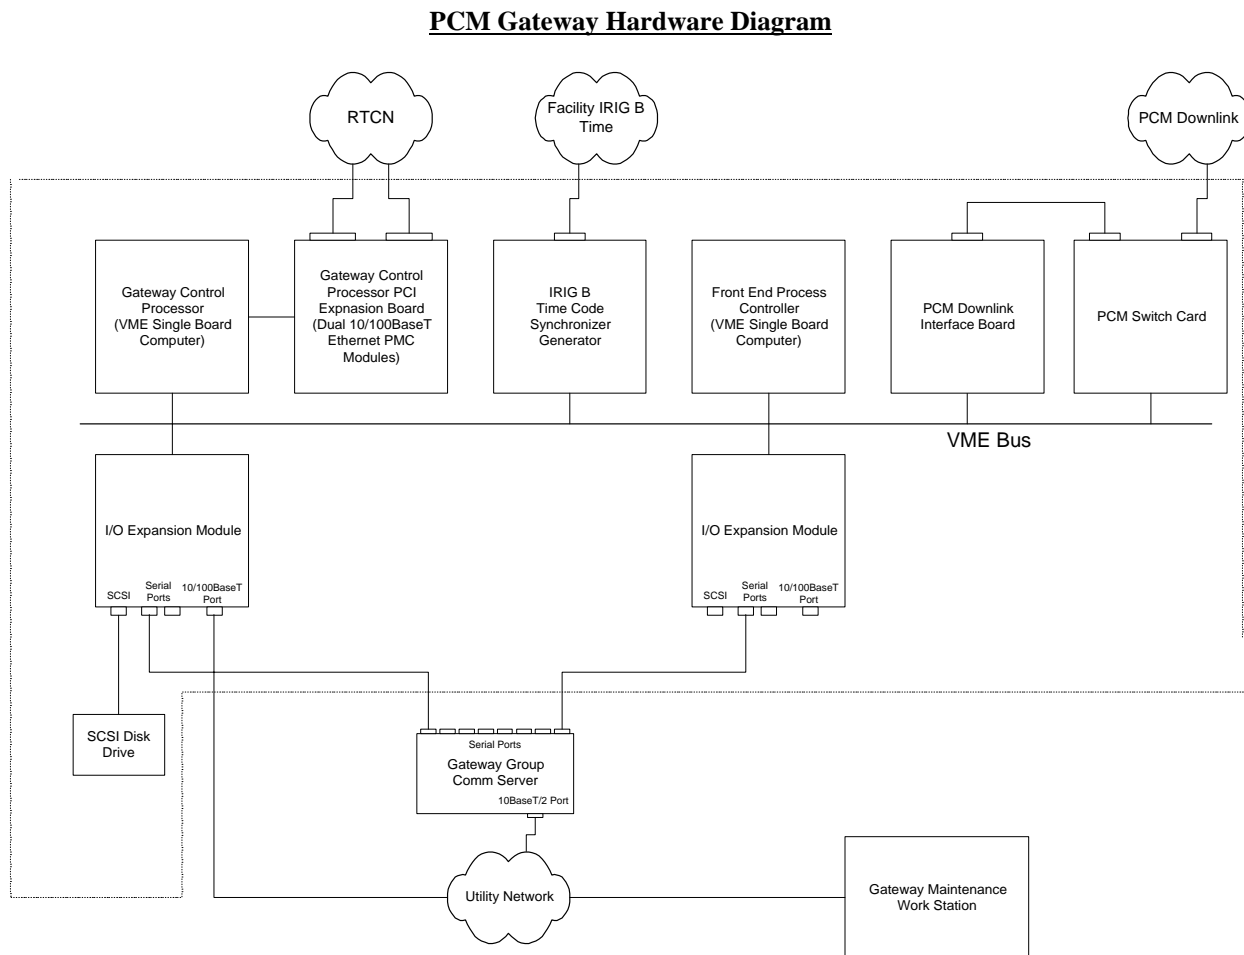 PCM Gateway Hardware Diagram
RTCN
Facility IRIG B
Time
PCM Downlink
Gateway Control
Processor
(VME Single Board
Computer)
Gateway Control
Processor PCI
Expnasion Board
(Dual 10/100BaseT
Ethernet PMC
Modules)
IRIG B
Time Code
Synchronizer
Generator
Front End Process
Controller
(VME Single Board
Computer)
PCM Downlink
Interface Board
PCM Switch Card
VME Bus
I/O Expansion Module
SCSI
Serial
Ports
10/100BaseT
Port
I/O Expansion Module
SCSI
Serial
Ports
10/100BaseT
Port
SCSI Disk
Drive
Serial Ports
Gateway Group
Comm Server
10BaseT/2 Port
Utility Network
Gateway Maintenance
Work Station